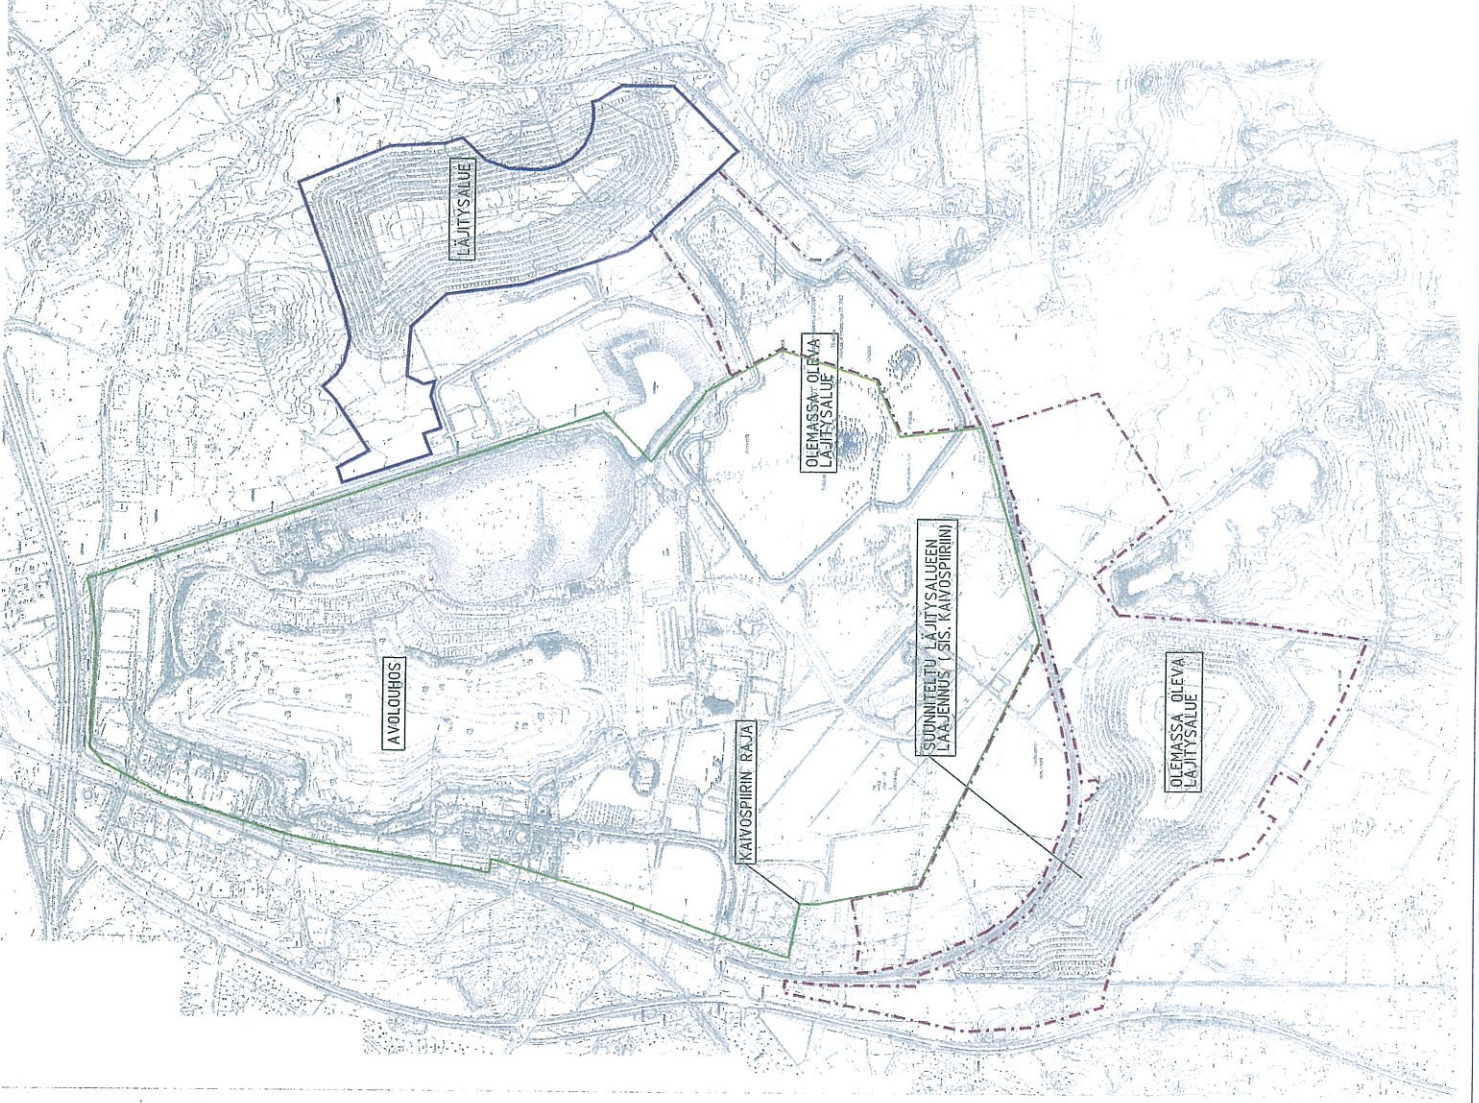 LÄJITYSALUE
OLEMASSA OLEVA
LÄJITYSALUE
AVOLOUHOS
SUUNNITELTU LÄJITYSALUEEN
LAAJENNUS ( SIS. KAIVOSPIIRIIN)
KAIVOSPIIRIN RAJA
OLEMASSA OLEVA
LÄJITYSALUE